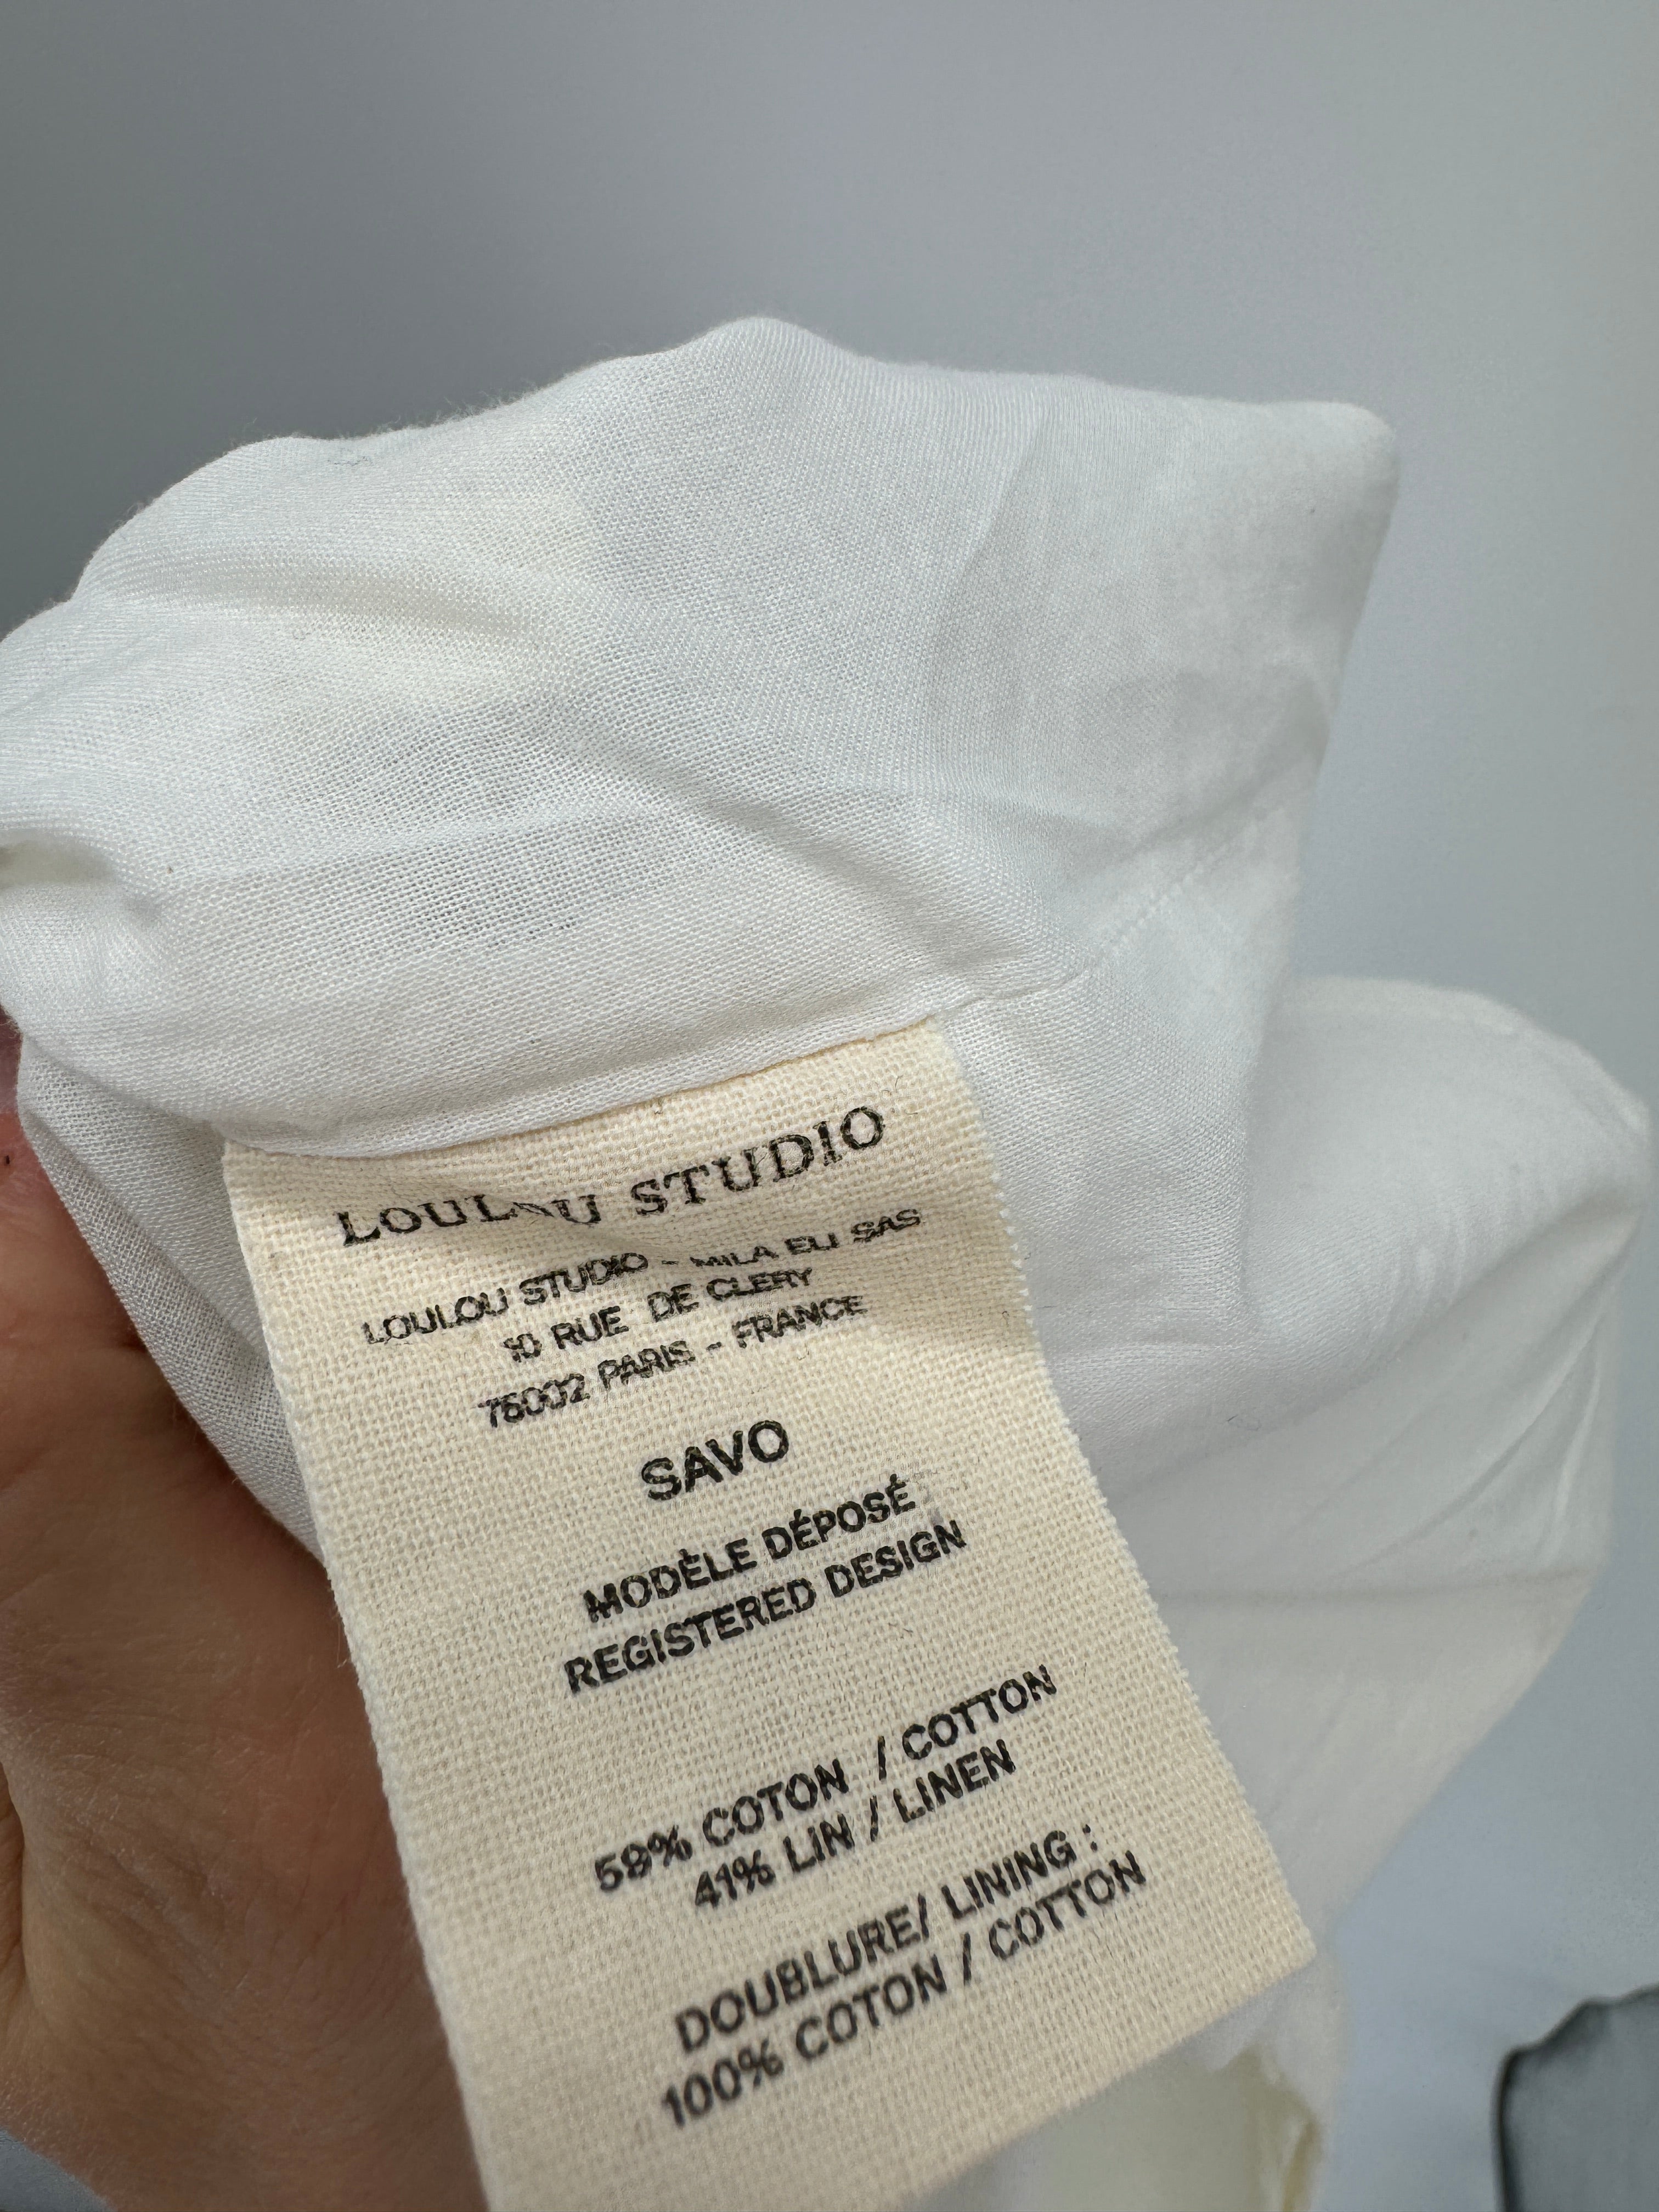 LOULOU STUDIO
LOULOU STUDIO - MILA ELI SAS
10 RUE DE CLERY
75002 PARIS - FRANCE
SAVO
MODÈLE DÉPOSÉ
REGISTERED DESIGN
59% COTON / COTTON
41% LIN / LINEN
DOUBLURE/ LINING :
100% COTON / COTTON